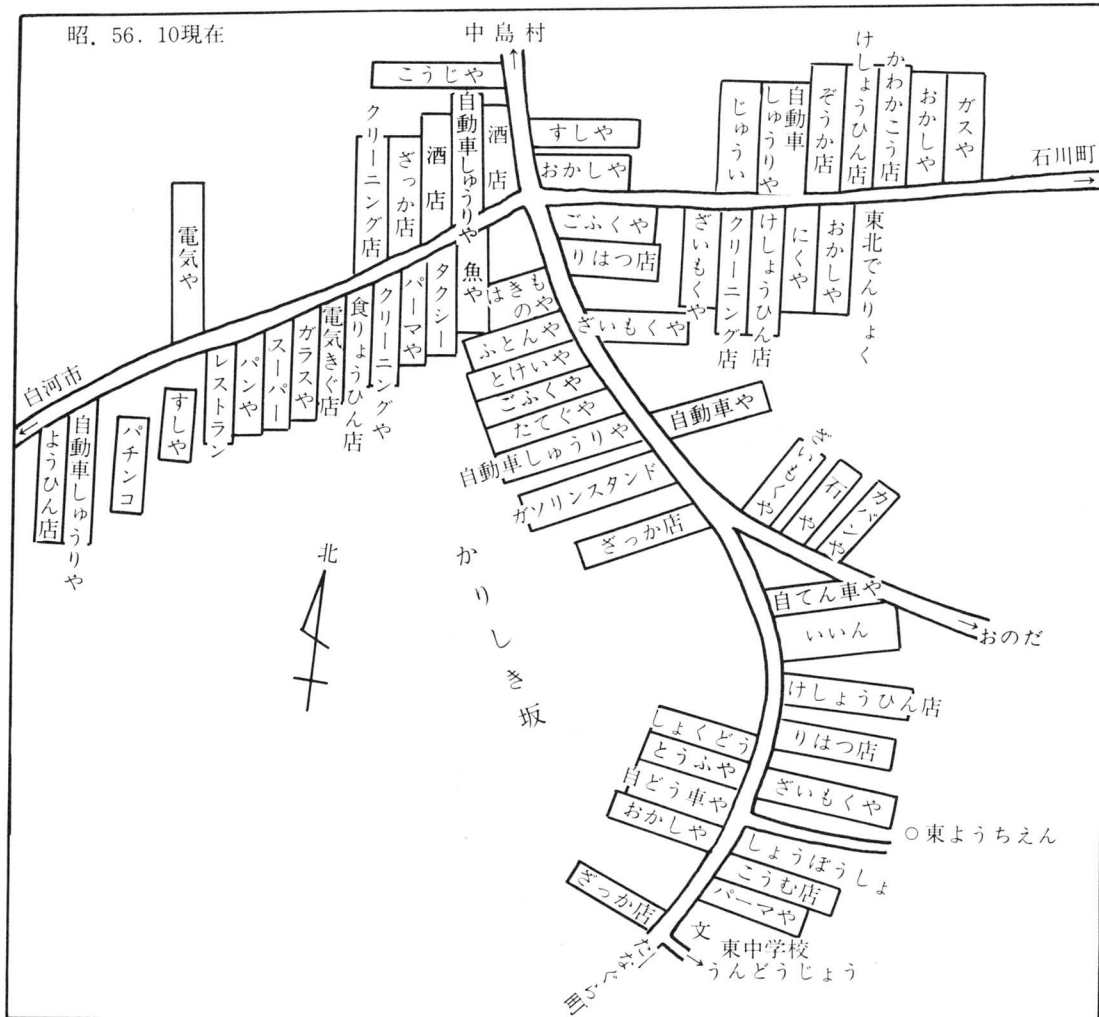 昭.56.10現在
中島村
こうじや
クリーニング店
ざっか店
酒店
自動車しゅうりや
酒店
すしや
おかしや
じゅうい
自動車しゅうりや
ぞうか店
けしょうひん店
かわかこう店
おかしや
ガスや
石川町
電気や
ごふくや
りはつ店
ざいもくや
クリーニング店
けしょうひん店
にくや
おかしや
東北でんりょく
白河市
ようひん店
自動車しゅうりや
パチンコ
すしや
レストラン
パンや
スーパー
ガラスや
電気きぐ店
食りょうひん店
クリーニングや
パーマや
タクシー
魚や
はきものや
ふとんや
とけいや
ごふくや
たてぐや
自動車しゅうりや
ガソリンスタンド
ざっか店
ざいもくや
自動車や
ざいもくや
石や
カバンや
自てん車や
いいん
おのだ
北
かりしき坂
けしょうひん店
りはつ店
ざいもくや
しょくどう
とうふや
自どう車や
おかしや
東ようちえん
しょうぼうしょ
こうむ店
パーマや
ざっか店
文
東中学校
うんどうじょう
たなぐら町